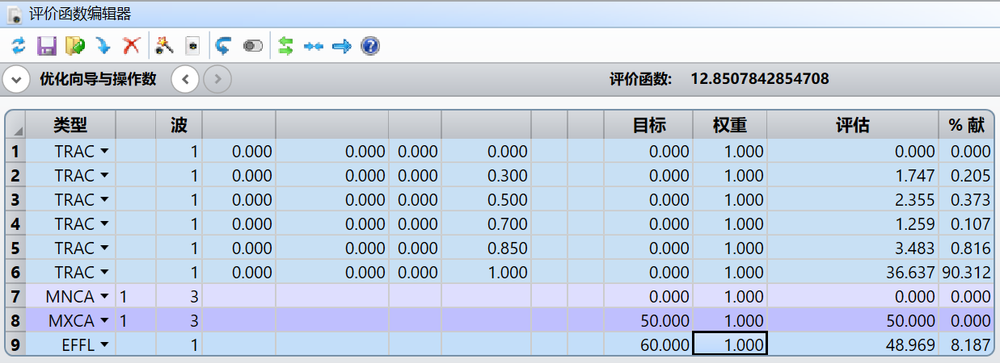 评价函数编辑器
优化向导与操作数 评价函数: 12.8507842854708
类型 波 目标 权重 评估 % 献
1 TRAC 1 0.000 0.000 0.000 0.000 0.000 1.000 0.000 0.000
2 TRAC 1 0.000 0.000 0.000 0.300 0.000 1.000 1.747 0.205
3 TRAC 1 0.000 0.000 0.000 0.500 0.000 1.000 2.355 0.373
4 TRAC 1 0.000 0.000 0.000 0.700 0.000 1.000 1.259 0.107
5 TRAC 1 0.000 0.000 0.000 0.850 0.000 1.000 3.483 0.816
6 TRAC 1 0.000 0.000 0.000 1.000 0.000 1.000 36.637 90.312
7 MNCA 1 3 0.000 1.000 0.000 0.000
8 MXCA 1 3 50.000 1.000 50.000 0.000
9 EFFL 1 60.000 1.000 48.969 8.187